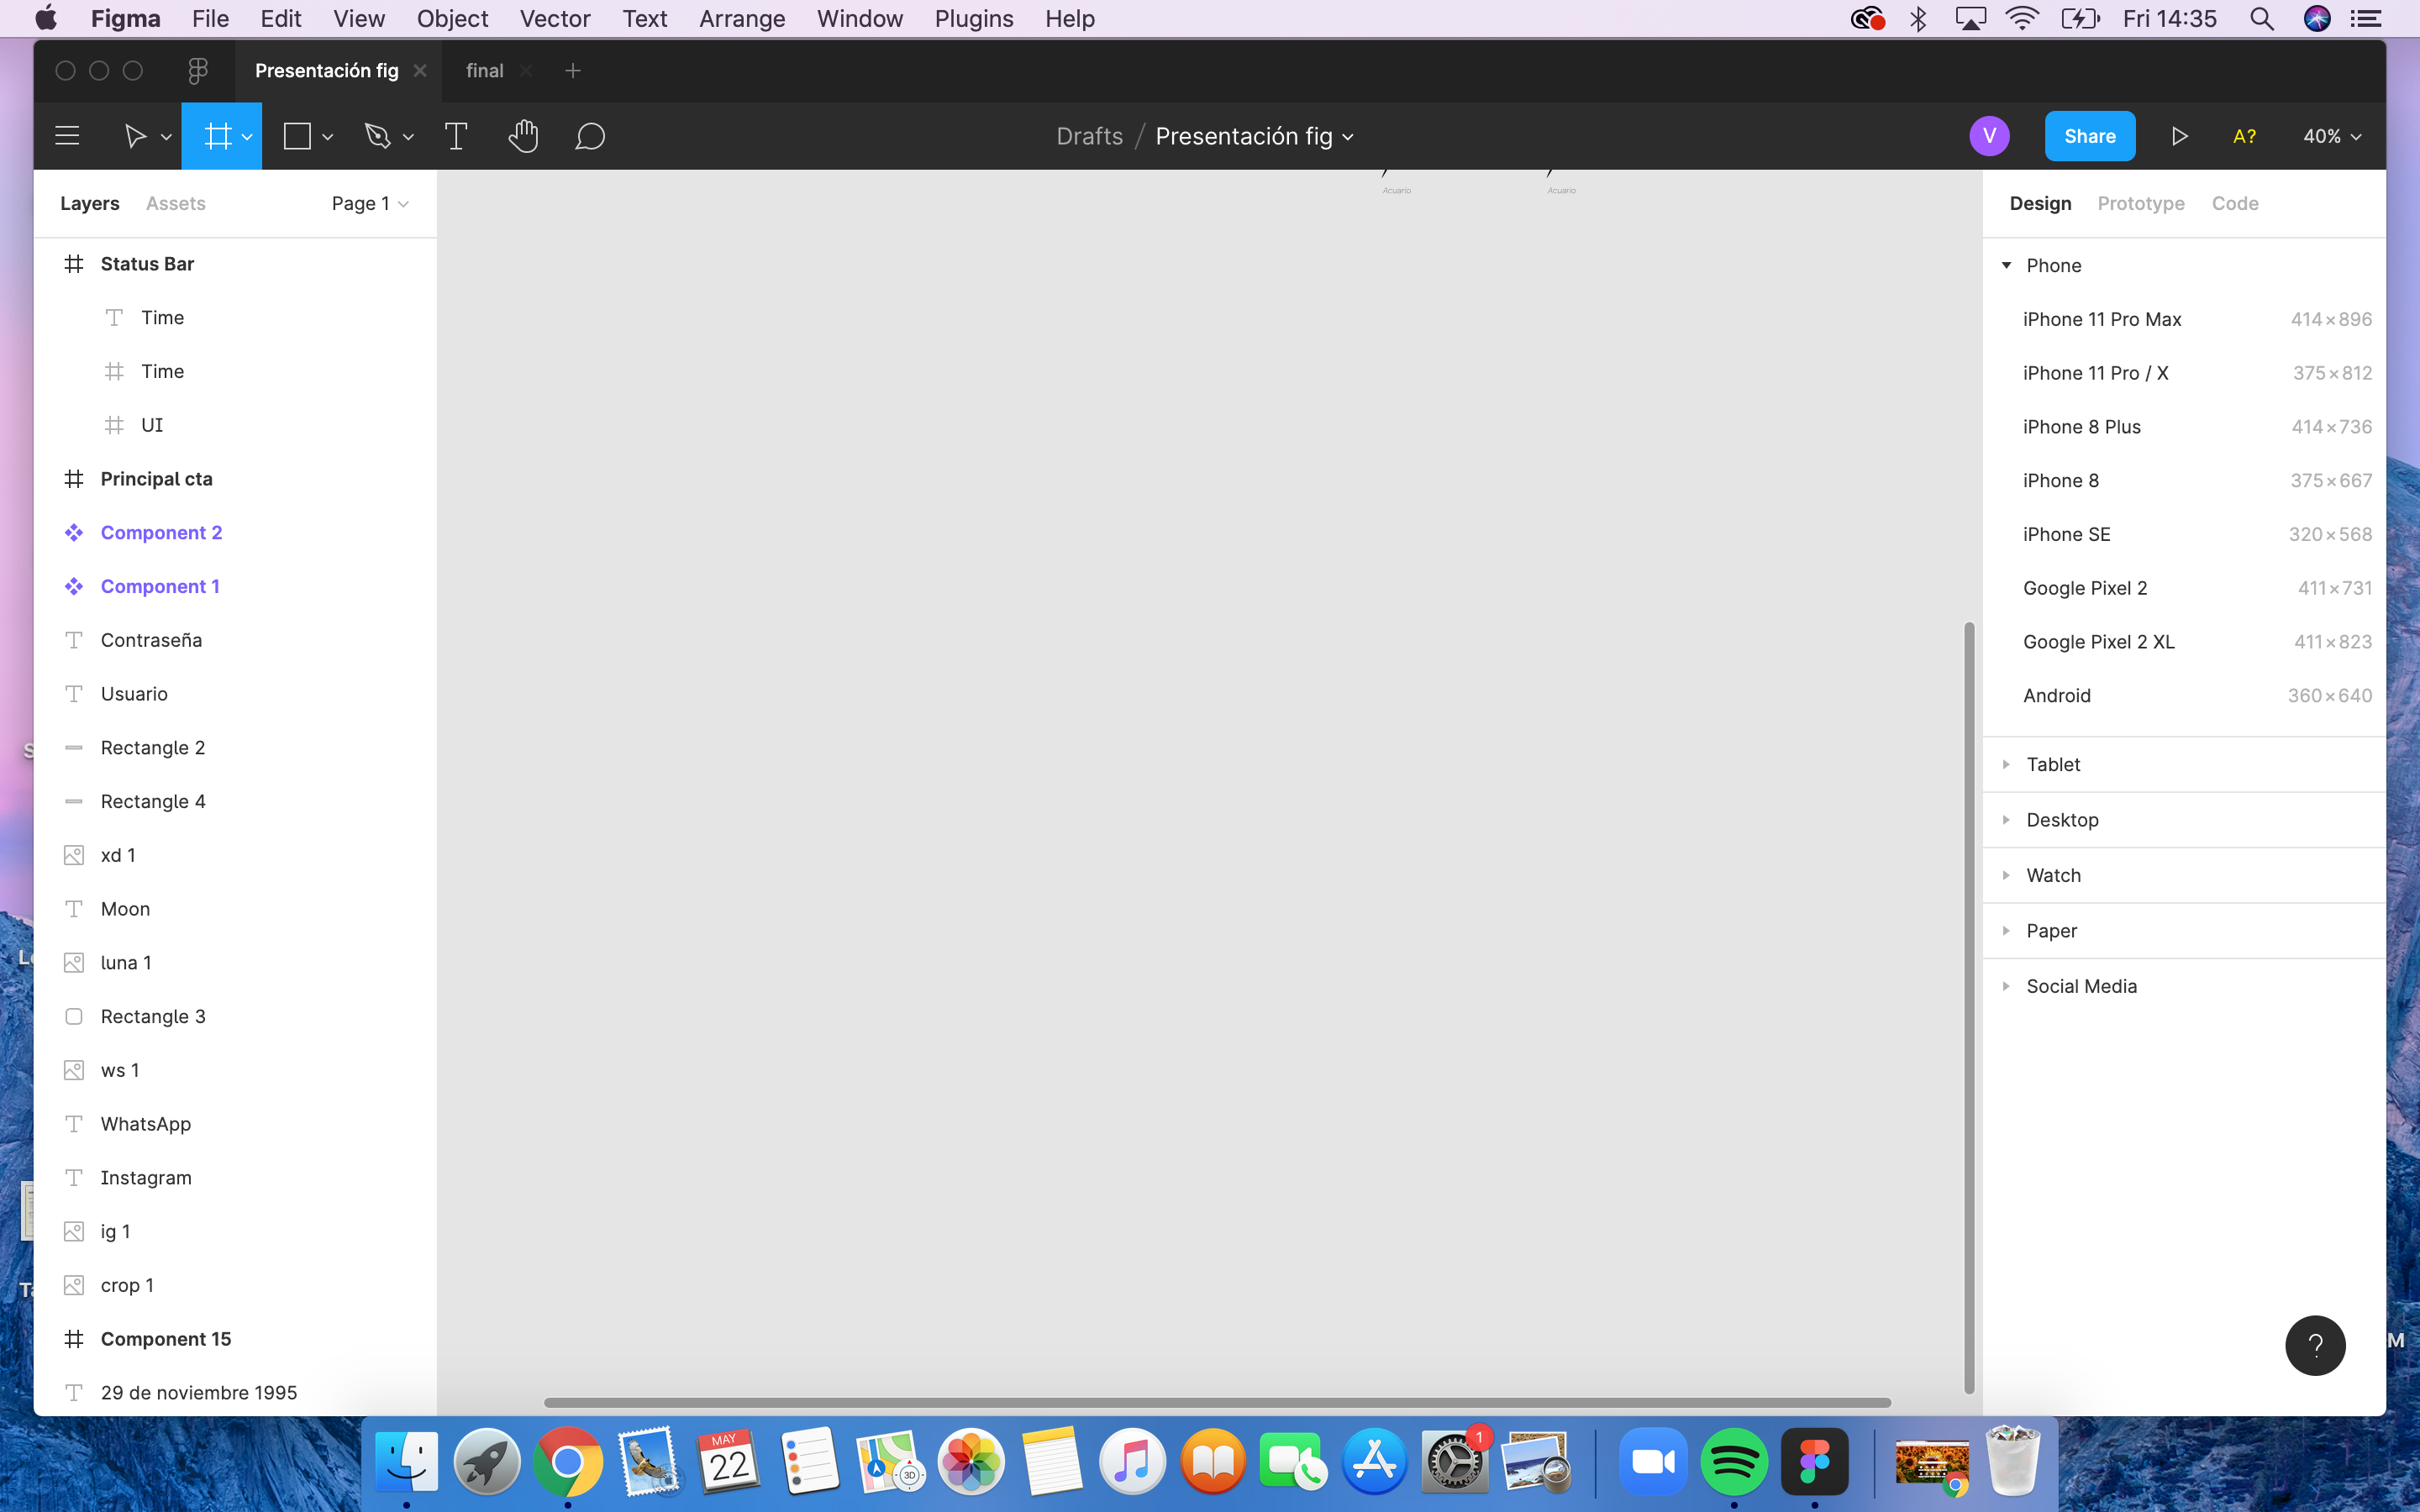 Figma File Edit View Object Vector Text Arrange Window Plugins Help Fri 14:35
Presentación fig final
Drafts / Presentación fig V Share A? 40%
Layers Assets Page 1
Design Prototype Code
Acuario Acuario
Status Bar
Time
Time
UI
Principal cta
Component 2
Component 1
Contraseña
Usuario
Rectangle 2
Rectangle 4
xd 1
Moon
luna 1
Rectangle 3
ws 1
WhatsApp
Instagram
ig 1
crop 1
Component 15
29 de noviembre 1995
Phone
iPhone 11 Pro Max 414×896
iPhone 11 Pro / X 375×812
iPhone 8 Plus 414×736
iPhone 8 375×667
iPhone SE 320×568
Google Pixel 2 411×731
Google Pixel 2 XL 411×823
Android 360×640
Tablet
Desktop
Watch
Paper
Social Media
?
M
MAY
22
3D
1